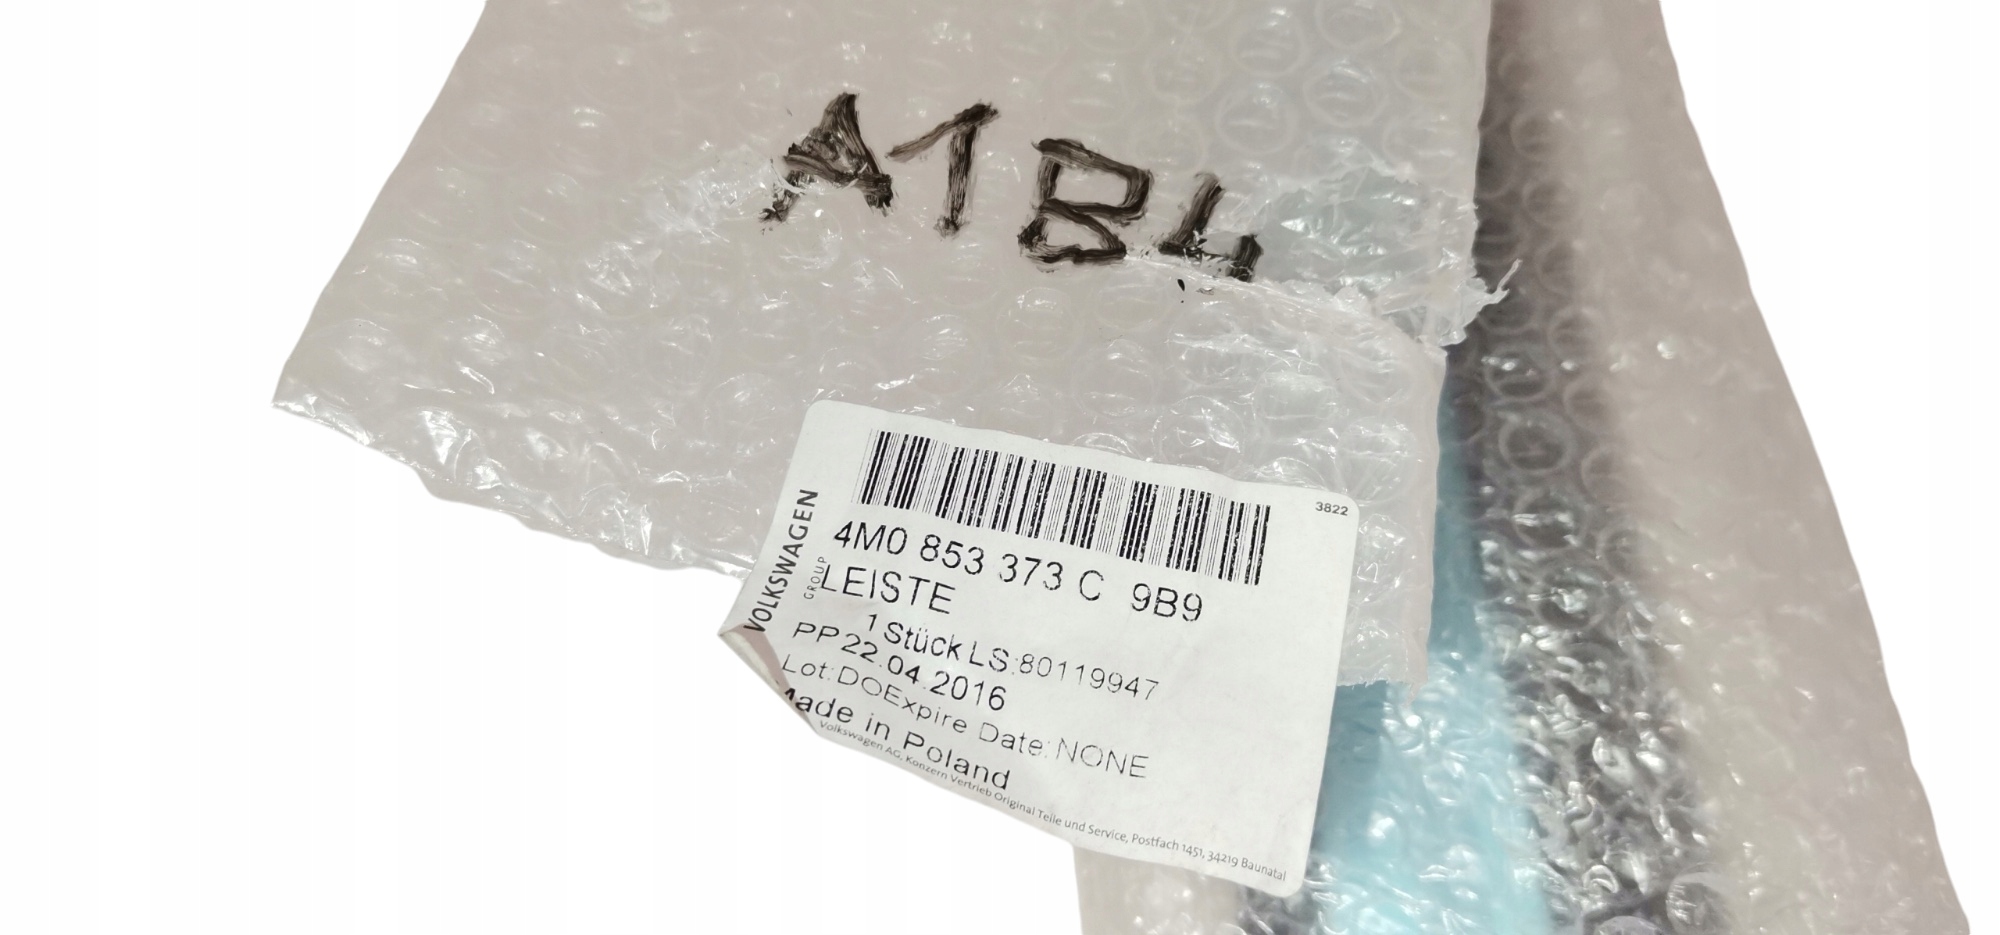 A1B4
3822
4M0 853 373 C 9B9
LEISTE
1 Stück LS:80119947
PP22.04.2016
Lot:DOExpire Date:NONE
Made in Poland
Volkswagen AG, Konzern Vertrieb Original Teile und Service, Postfach 1451, 34219 Baunatal
VOLKSWAGEN
GROUP